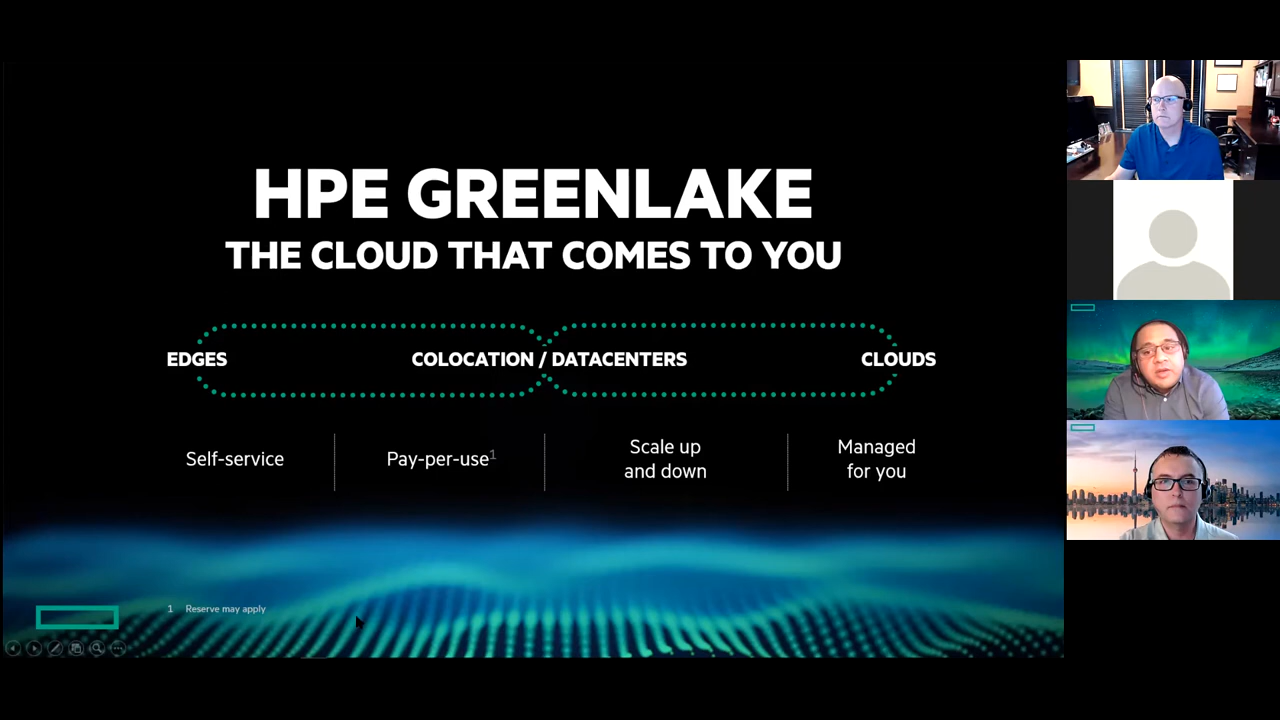 HPE GREENLAKE
THE CLOUD THAT COMES TO YOU
EDGES
COLOCATION / DATACENTERS
CLOUDS
Self-service
Pay-per-use¹
Scale up
and down
Managed
for you
1 Reserve may apply